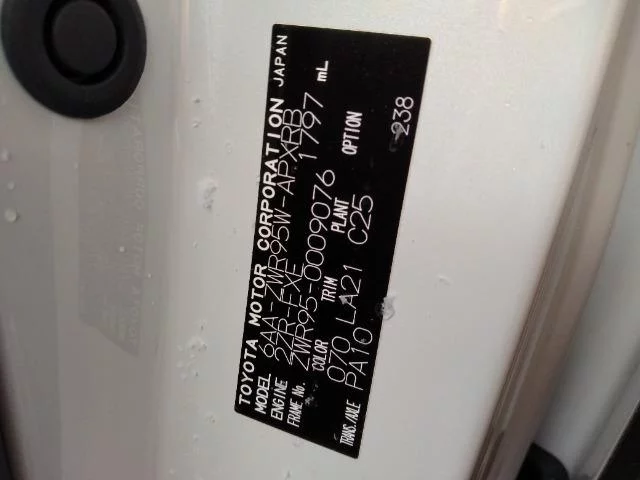 TOYOTA MOTOR CORPORATION JAPAN
MODEL 6AA-ZWR95W-APXRB
ENGINE 2ZR-FXE 1797 mL
FRAME No. ZWR95-0009076
COLOR TRIM PLANT OPTION
070 LA21 C25
TRANS./AXLE PA10 238